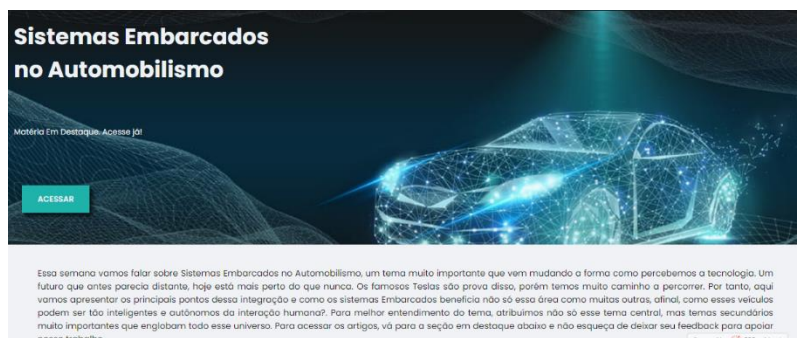 Sistemas Embarcados
no Automobilismo
Matéria Em Destaque. Acesse já!
ACESSAR
Essa semana vamos falar sobre Sistemas Embarcados no Automobilismo, um tema muito importante que vem mudando a forma como percebemos a tecnologia. Um
futuro que antes parecia distante, hoje está mais perto do que nunca. Os famosos Teslas são prova disso, porém temos muito caminho a percorrer. Por tanto, aqui
vamos apresentar os principais pontos dessa integração e como os sistemas Embarcados beneficia não só essa área como muitas outras, afinal, como esses veículos
podem ser tão inteligentes e autônomos da interação humana?. Para melhor entendimento do tema, atribuimos não só esse tema central, mas temas secundários
muito importantes que englobam todo esse universo. Para acessar os artigos, vá para a seção em destaque abaixo e não esqueça de deixar seu feedback para apoiar